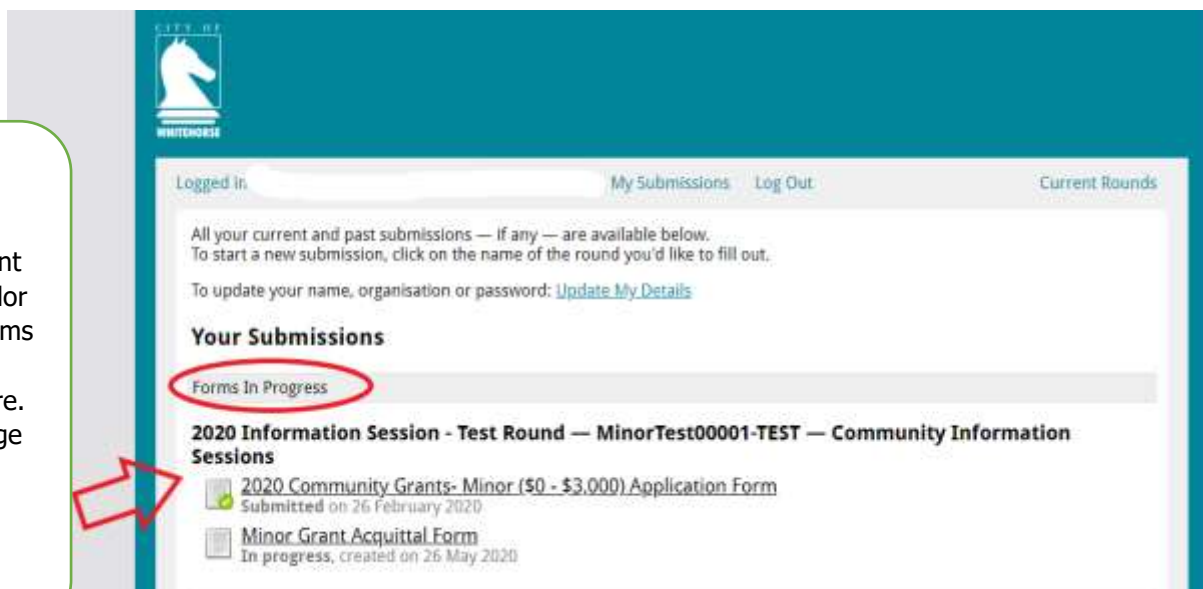 CITY OF
WHITEHORSE
Logged in
My Submissions Log Out Current Rounds
nt
lor
ms
re.
ge
All your current and past submissions — if any — are available below.
To start a new submission, click on the name of the round you'd like to fill out.
To update your name, organisation or password: Update My Details
Your Submissions
Forms In Progress
2020 Information Session - Test Round — MinorTest00001-TEST — Community Information
Sessions
2020 Community Grants- Minor ($0 - $3,000) Application Form
Submitted on 26 February 2020
Minor Grant Acquittal Form
In progress, created on 26 May 2020